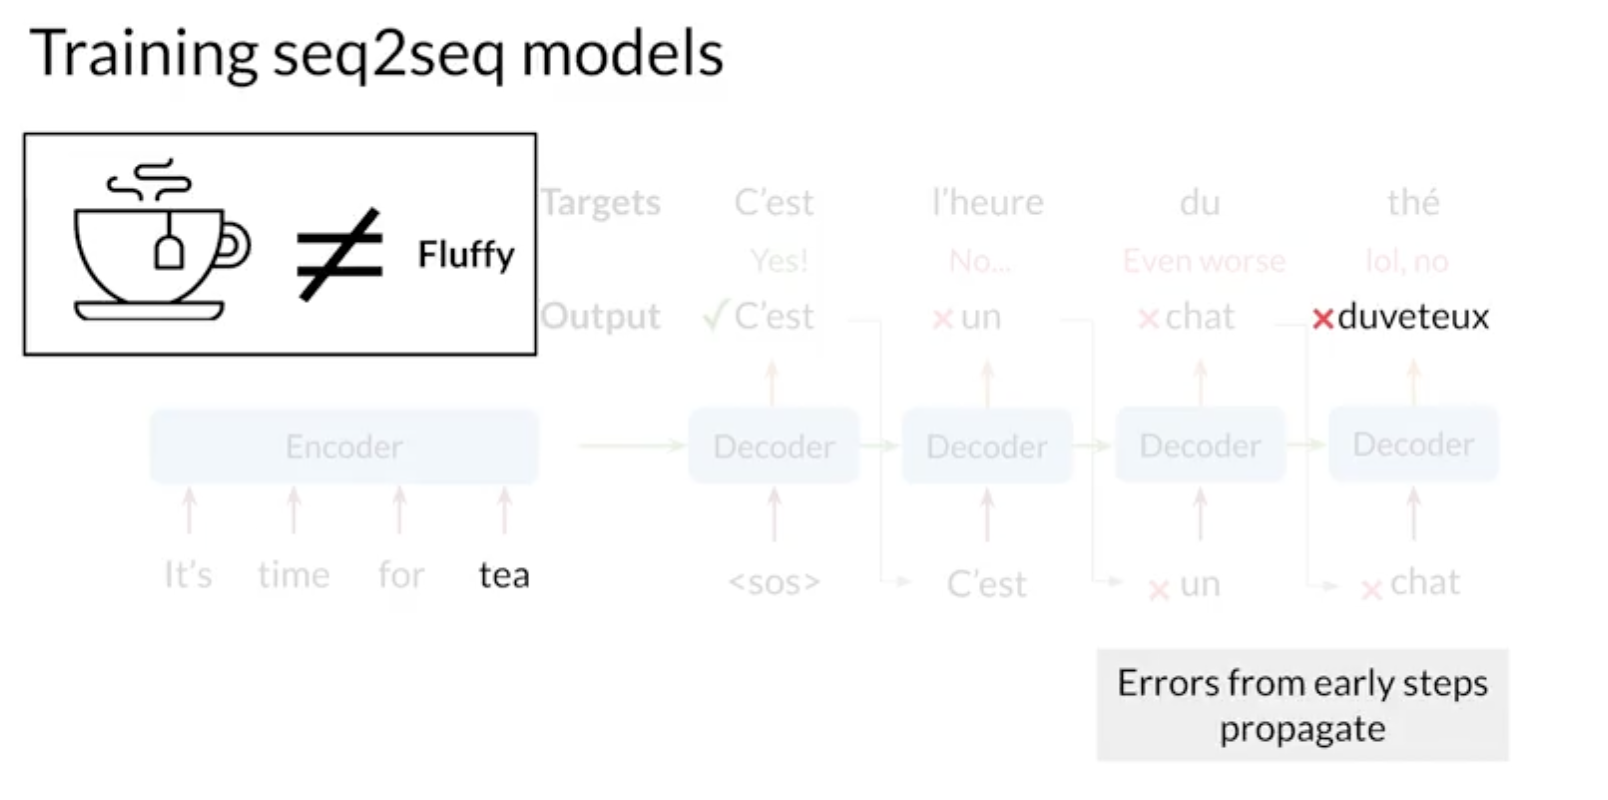 Training seq2seq models
Fluffy
Targets C'est l'heure du thé
Yes! No... Even worse lol, no
Output C'est un chat duveteux
Encoder Decoder Decoder Decoder Decoder
It's time for tea <sos> C'est un chat
Errors from early steps
propagate